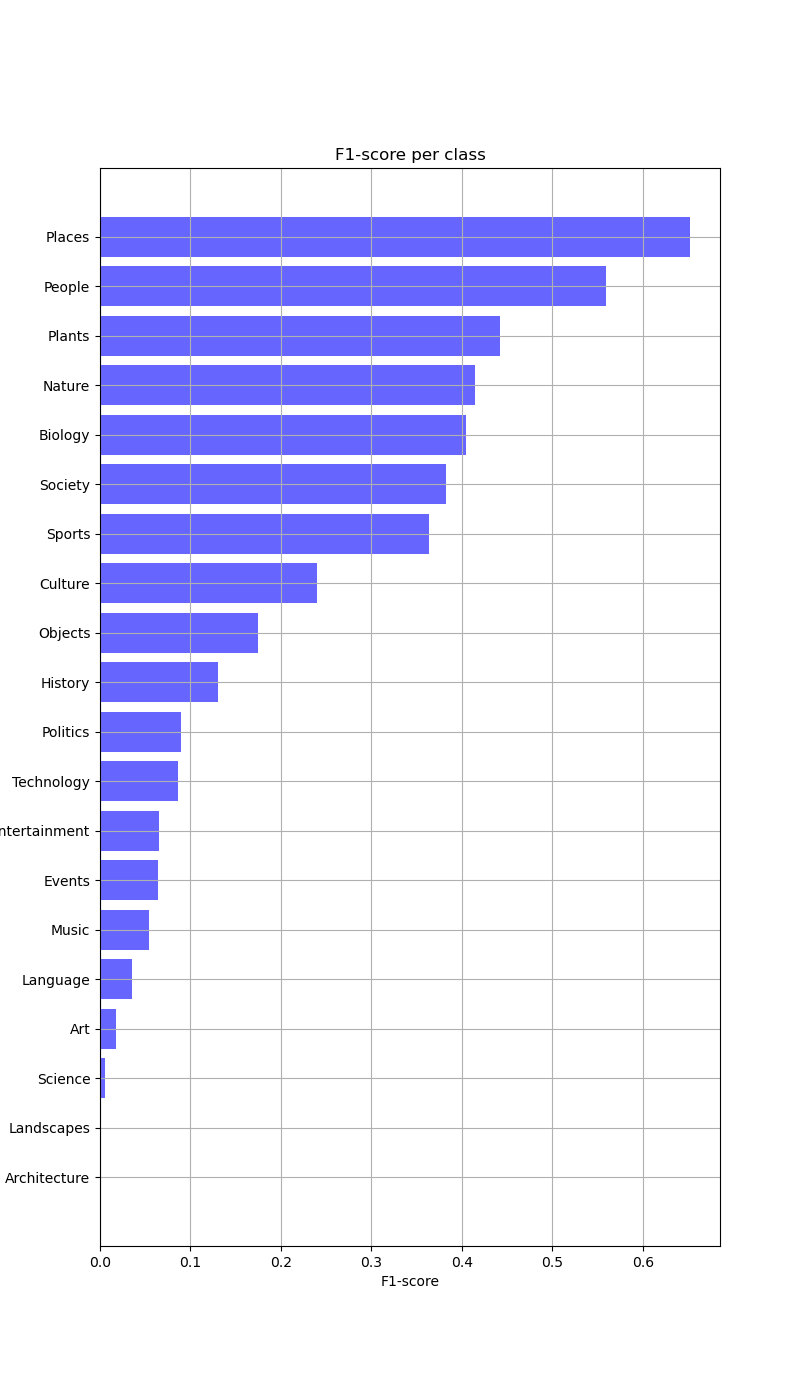 F1-score per class
Places
People
Plants
Nature
Biology
Society
Sports
Culture
Objects
History
Politics
Technology
ntertainment
Events
Music
Language
Art
Science
Landscapes
Architecture
0.0 0.1 0.2 0.3 0.4 0.5 0.6
F1-score